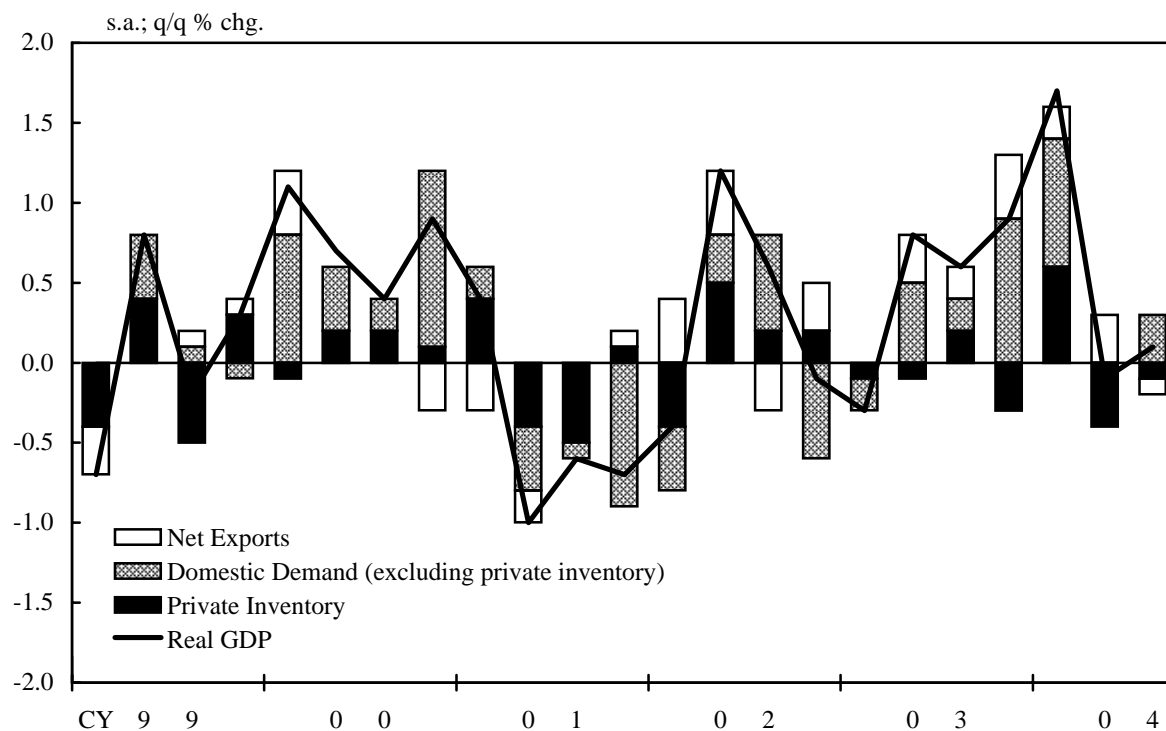 s.a.; q/q % chg.
2.0
1.5
1.0
0.5
0.0
-0.5
-1.0
-1.5
-2.0
Net Exports
Domestic Demand (excluding private inventory)
Private Inventory
Real GDP
CY 9 9 0 0 0 1 0 2 0 3 0 4